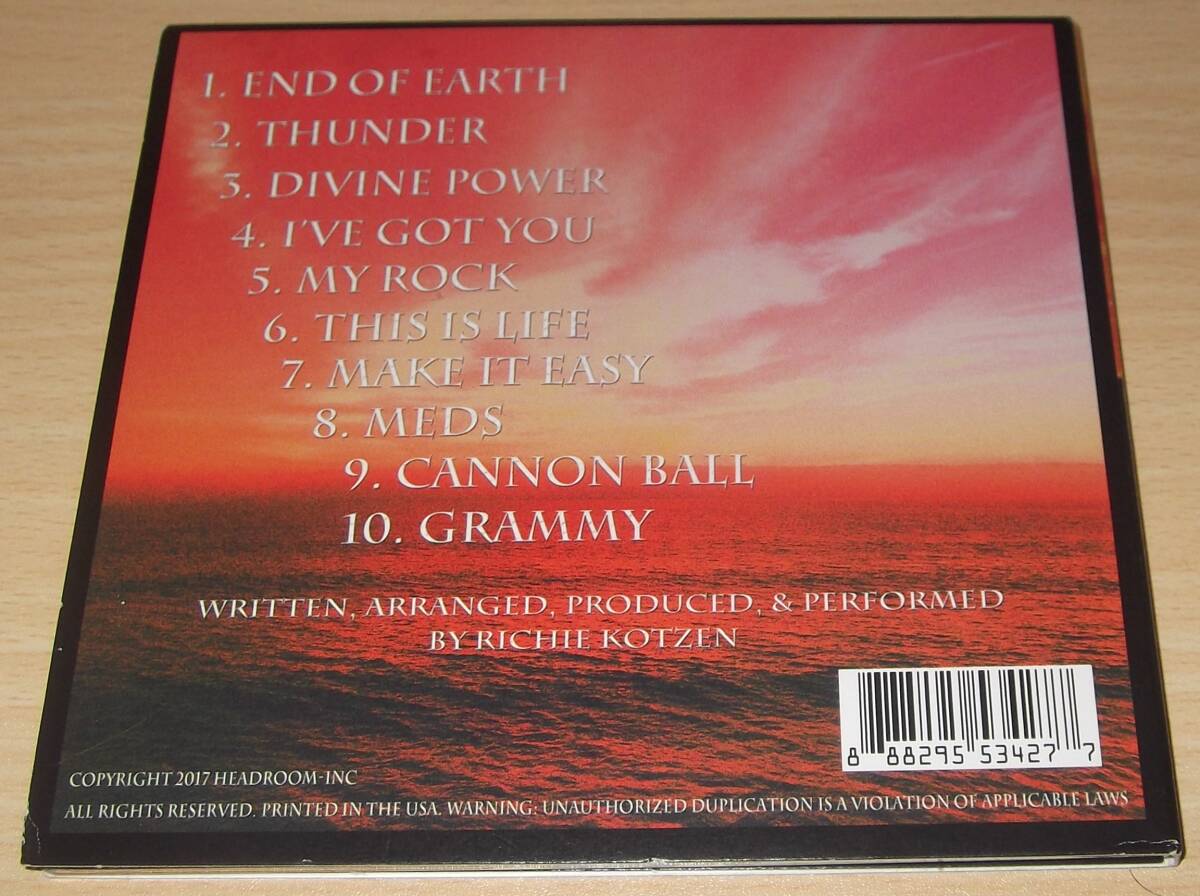 1. END OF EARTH
2. THUNDER
3. DIVINE POWER
4. I'VE GOT YOU
5. MY ROCK
6. THIS IS LIFE
7. MAKE IT EASY
8. MEDS
9. CANNON BALL
10. GRAMMY
WRITTEN, ARRANGED, PRODUCED, & PERFORMED
BY RICHIE KOTZEN
8 88295 53427 7
COPYRIGHT 2017 HEADROOM-INC
ALL RIGHTS RESERVED. PRINTED IN THE USA. WARNING: UNAUTHORIZED DUPLICATION IS A VIOLATION OF APPLICABLE LAWS